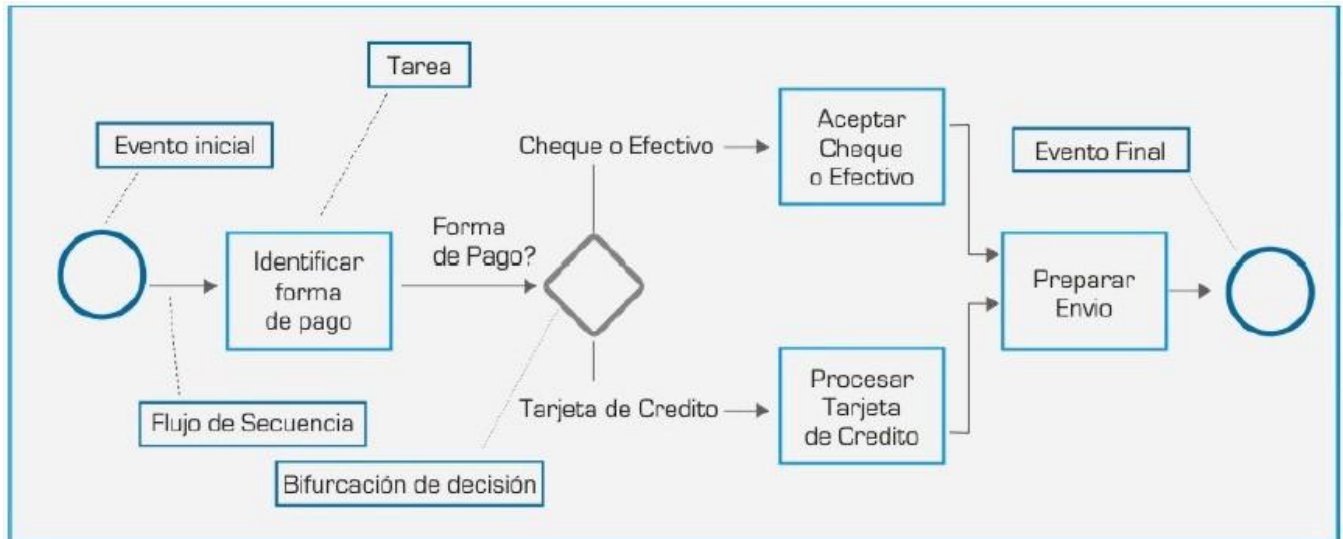 Tarea
Evento inicial
Cheque o Efectivo
Aceptar
Cheque
o Efectivo
Evento Final
Forma
de Pago?
Identificar
forma
de pago
Preparar
Envio
Flujo de Secuencia
Tarjeta de Credito
Procesar
Tarjeta
de Credito
Bifurcación de decisión